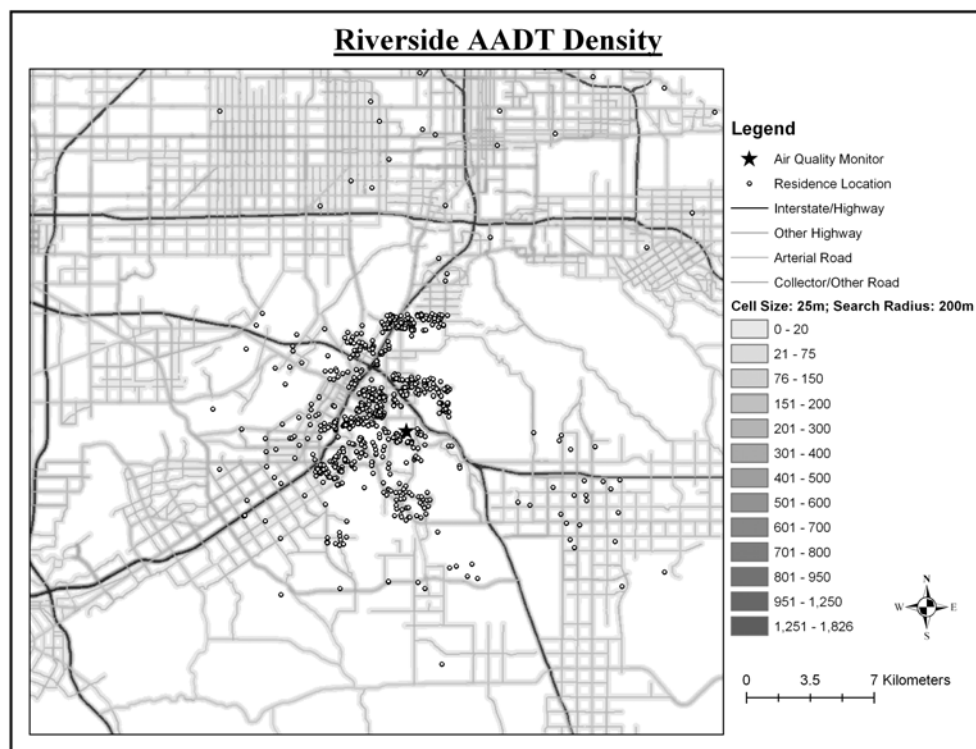 Riverside AADT Density
Legend
Air Quality Monitor
Residence Location
Interstate/Highway
Other Highway
Arterial Road
Collector/Other Road
Cell Size: 25m; Search Radius: 200m
0 - 20
21 - 75
76 - 150
151 - 200
201 - 300
301 - 400
401 - 500
501 - 600
601 - 700
701 - 800
801 - 950
951 - 1,250
1,251 - 1,826
N
W E
S
0 3.5 7 Kilometers